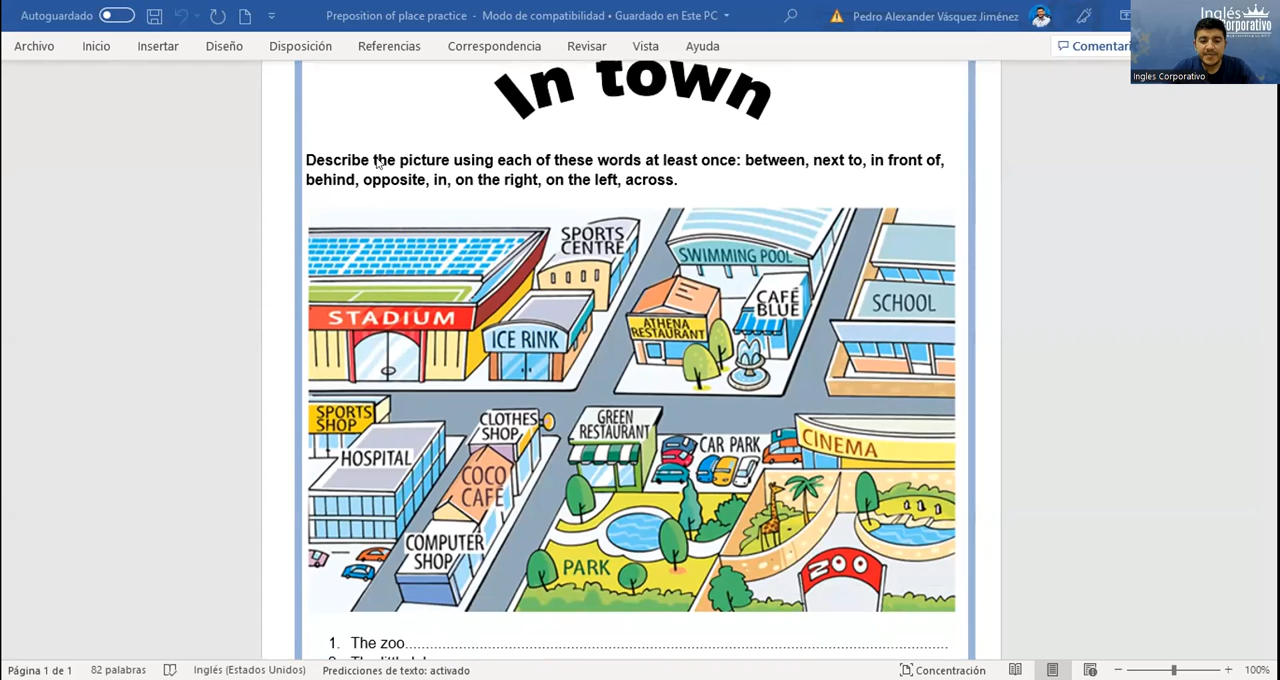 Autoguardado
Preposition of place practice - Modo de compatibilidad • Guardado en Este PC
Pedro Alexander Vásquez Jiménez
Archivo Inicio Insertar Diseño Disposición Referencias Correspondencia Revisar Vista Ayuda
Comentari
Inglés
Corporativo
Ingles Corporativo
In town
Describe the picture using each of these words at least once: between, next to, in front of,
behind, opposite, in, on the right, on the left, across.
SPORTS
CENTRE
SWIMMING POOL
STADIUM
ICE RINK
ATHENA
RESTAURANT
CAFÉ
BLUE
SCHOOL
SPORTS
SHOP
HOSPITAL
CLOTHES
SHOP
COCO
CAFÉ
COMPUTER
SHOP
GREEN
RESTAURANT
CAR PARK
CINEMA
PARK
ZOO
1. The zoo
Página 1 de 1 82 palabras Inglés (Estados Unidos) Predicciones de texto: activado Concentración 100%